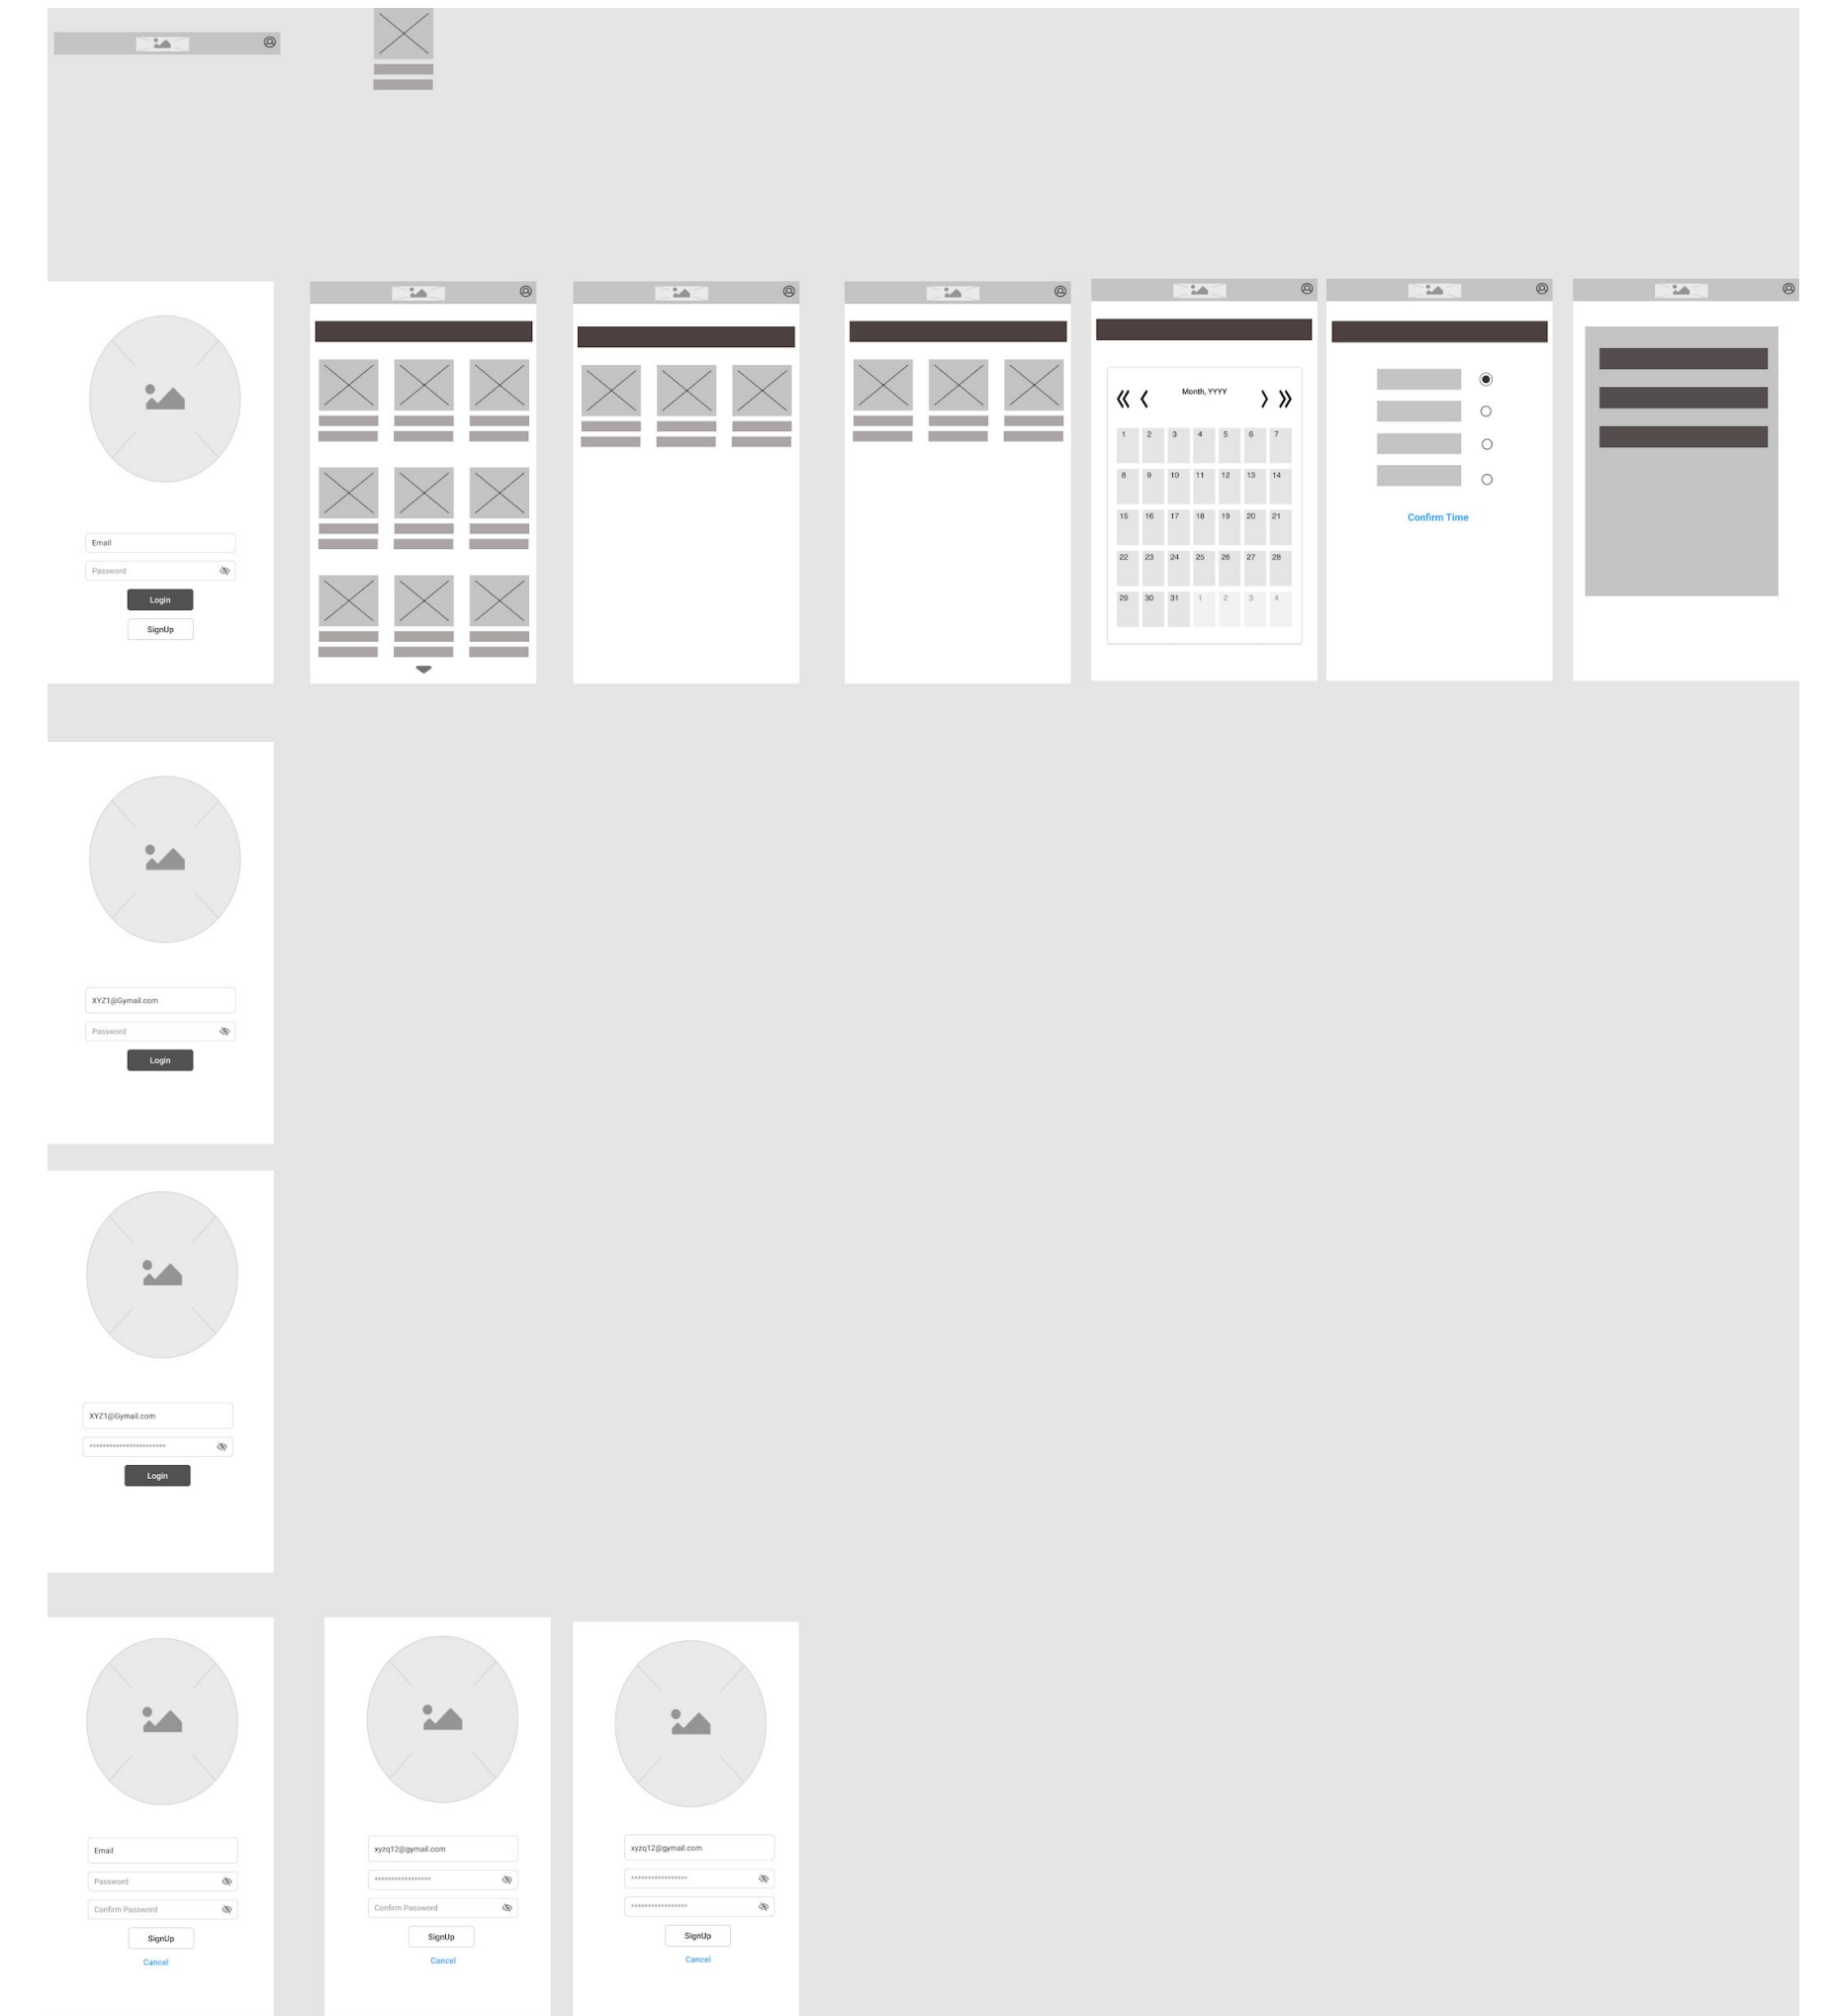 Email
Password
Login
SignUp
Month, YYYY
1 2 3 4 5 6 7
8 9 10 11 12 13 14
15 16 17 18 19 20 21
22 23 24 25 26 27 28
29 30 31 1 2 3 4
Confirm Time
XYZ1@Gymail.com
Password
Login
XYZ1@Gymail.com
***********************
Login
Email
Password
Confirm Password
SignUp
Cancel
xyzq12@gymail.com
*****************
Confirm Password
SignUp
Cancel
xyzq12@gymail.com
*****************
*****************
SignUp
Cancel